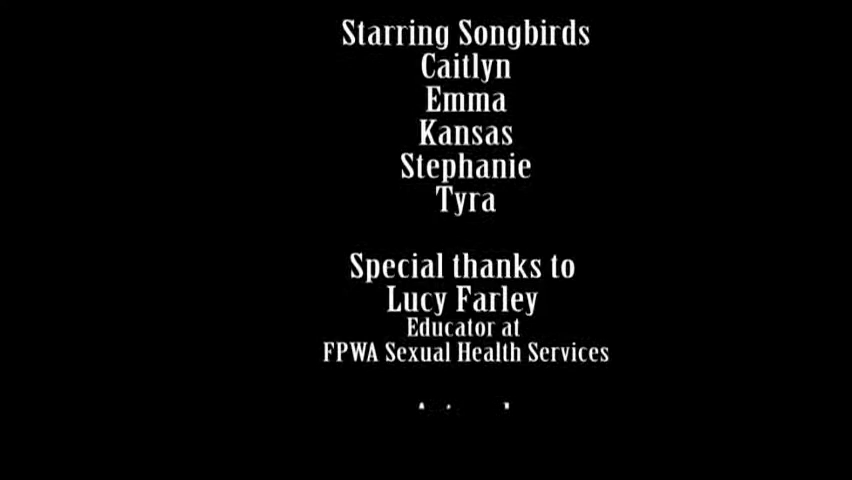 Starring Songbirds
Caitlyn
Emma
Kansas
Stephanie
Tyra
Special thanks to
Lucy Farley
Educator at
FPWA Sexual Health Services